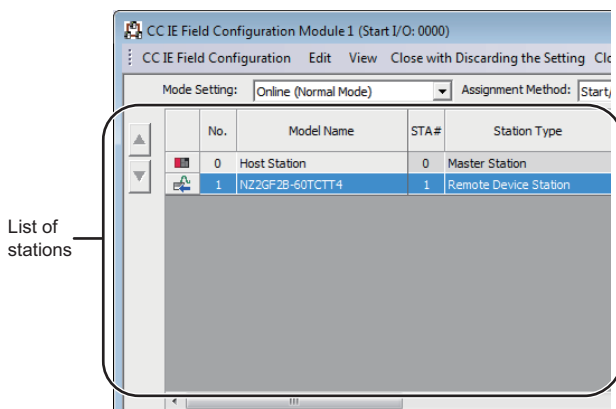 CC IE Field Configuration Module 1 (Start I/O: 0000)
CC IE Field Configuration Edit View Close with Discarding the Setting Clo
Mode Setting: Online (Normal Mode) Assignment Method: Start/
No. Model Name STA# Station Type
0 Host Station 0 Master Station
1 NZ2GF2B-60TCTT4 1 Remote Device Station
List of
stations